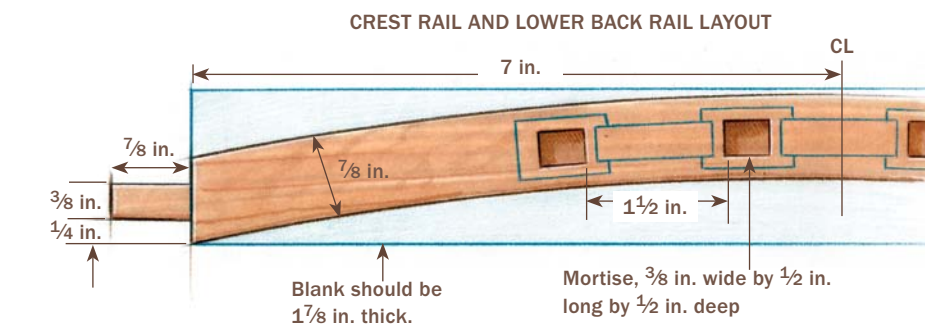 CREST RAIL AND LOWER BACK RAIL LAYOUT
CL
7 in.
⅞ in.
⅞ in.
⅜ in.
¼ in.
1½ in.
Blank should be
1⅞ in. thick.
Mortise, ⅜ in. wide by ½ in.
long by ½ in. deep